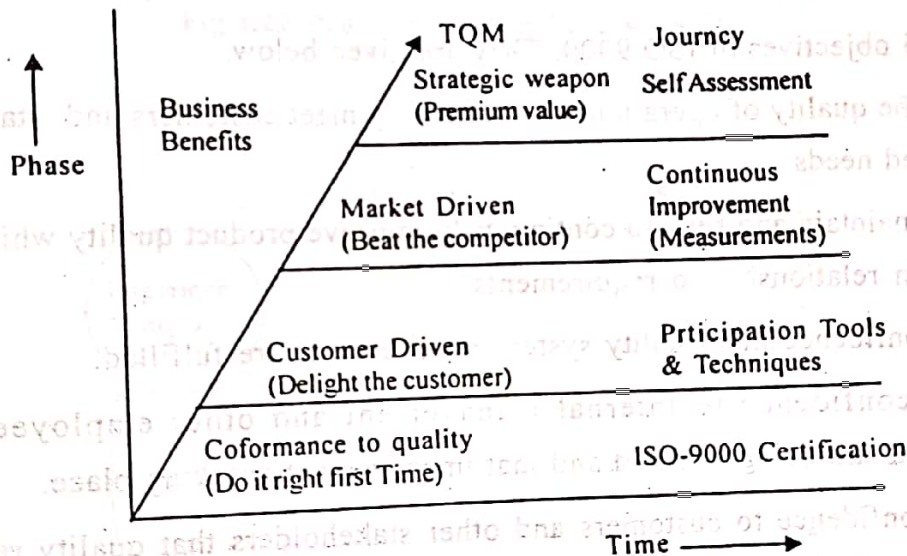 TQM
Journey
Strategic weapon
(Premium value)
Self Assessment
Business
Benefits
Phase
Market Driven
(Beat the competitor)
Continuous
Improvement
(Measurements)
Customer Driven
(Delight the customer)
Prticipation Tools
& Techniques
Coformance to quality
(Do it right first Time)
ISO-9000 Certification
Time